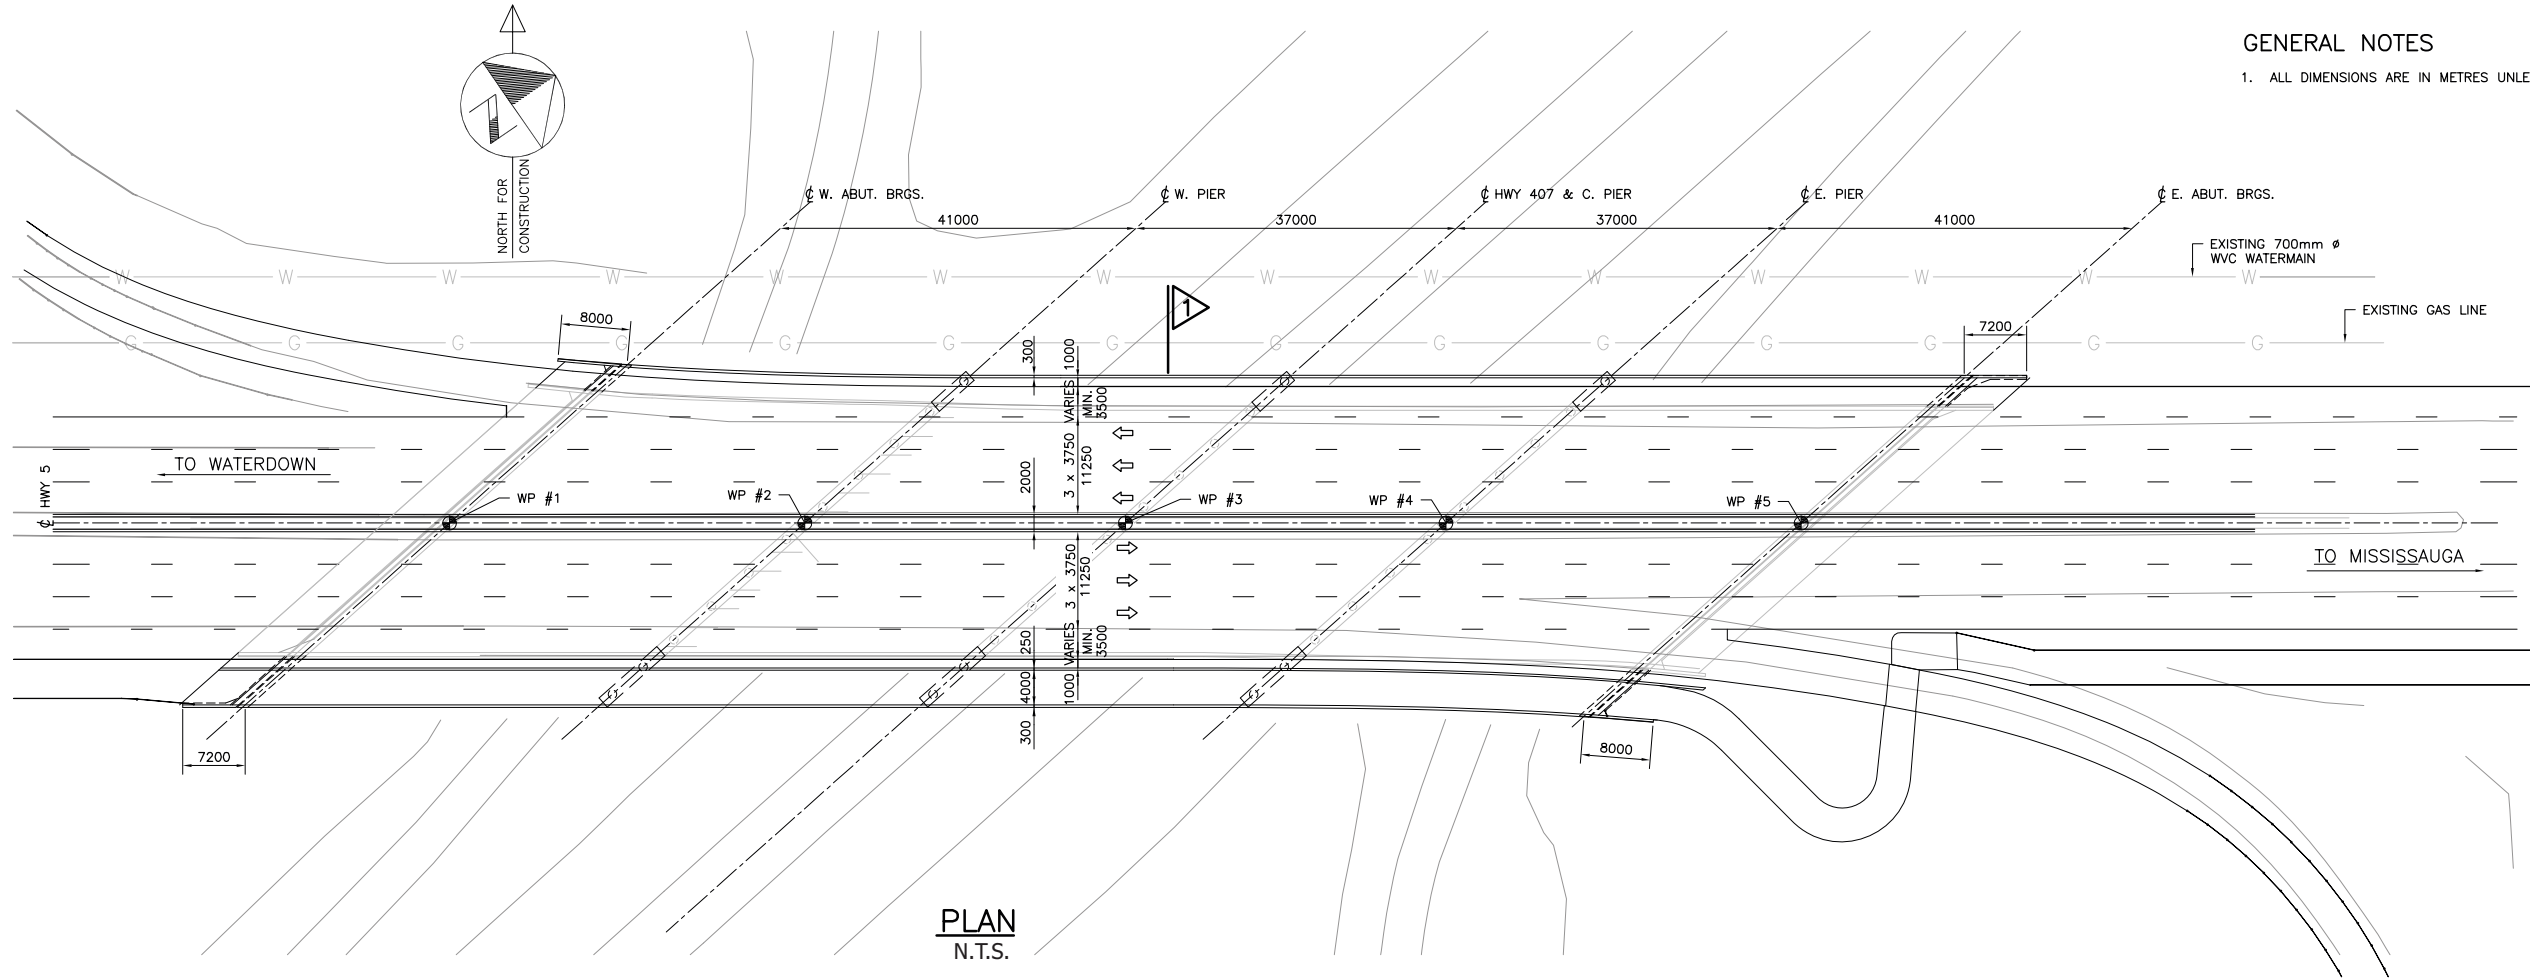 GENERAL NOTES
1. ALL DIMENSIONS ARE IN METRES UNLE
NORTH FOR
CONSTRUCTION
℄ W. ABUT. BRGS.
℄ W. PIER
℄ HWY 407 & C. PIER
℄ E. PIER
℄ E. ABUT. BRGS.
41000
37000
37000
41000
EXISTING 700mm ø
WVC WATERMAIN
W W W W W W W W W W W W W W
EXISTING GAS LINE
8000
1
7200
G G G G G G G G G G G G G G
300
1000
VARIES
MIN.
3500
3 x 3750
11250
2000
TO WATERDOWN
℄ HWY 5
WP #1
WP #2
WP #3
WP #4
WP #5
TO MISSISSAUGA
3 x 3750
11250
VARIES
MIN.
3500
1000
250
4000
300
7200
8000
PLAN
N.T.S.